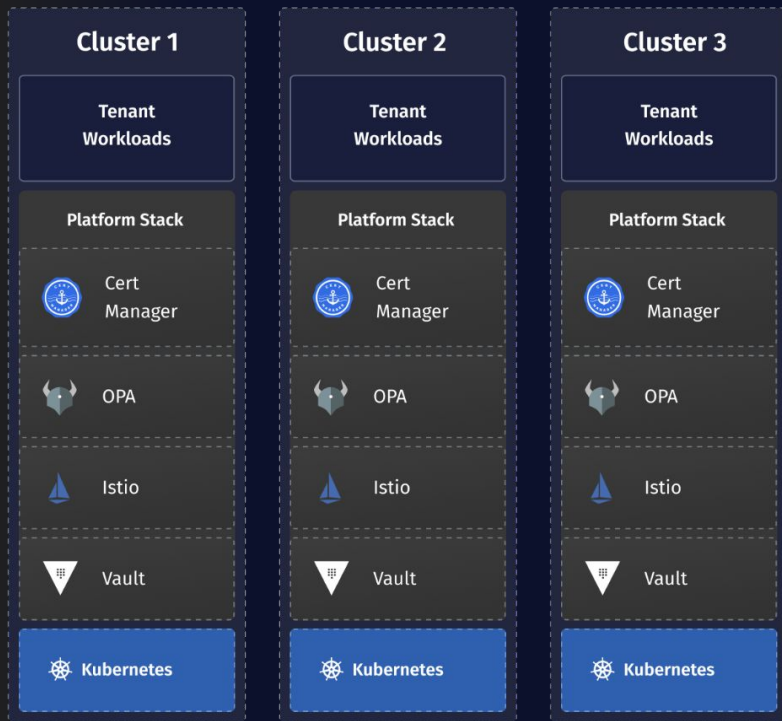 Cluster 1
Tenant
Workloads
Platform Stack
Cert
Manager
OPA
Istio
Vault
Kubernetes
Cluster 2
Tenant
Workloads
Platform Stack
Cert
Manager
OPA
Istio
Vault
Kubernetes
Cluster 3
Tenant
Workloads
Platform Stack
Cert
Manager
OPA
Istio
Vault
Kubernetes